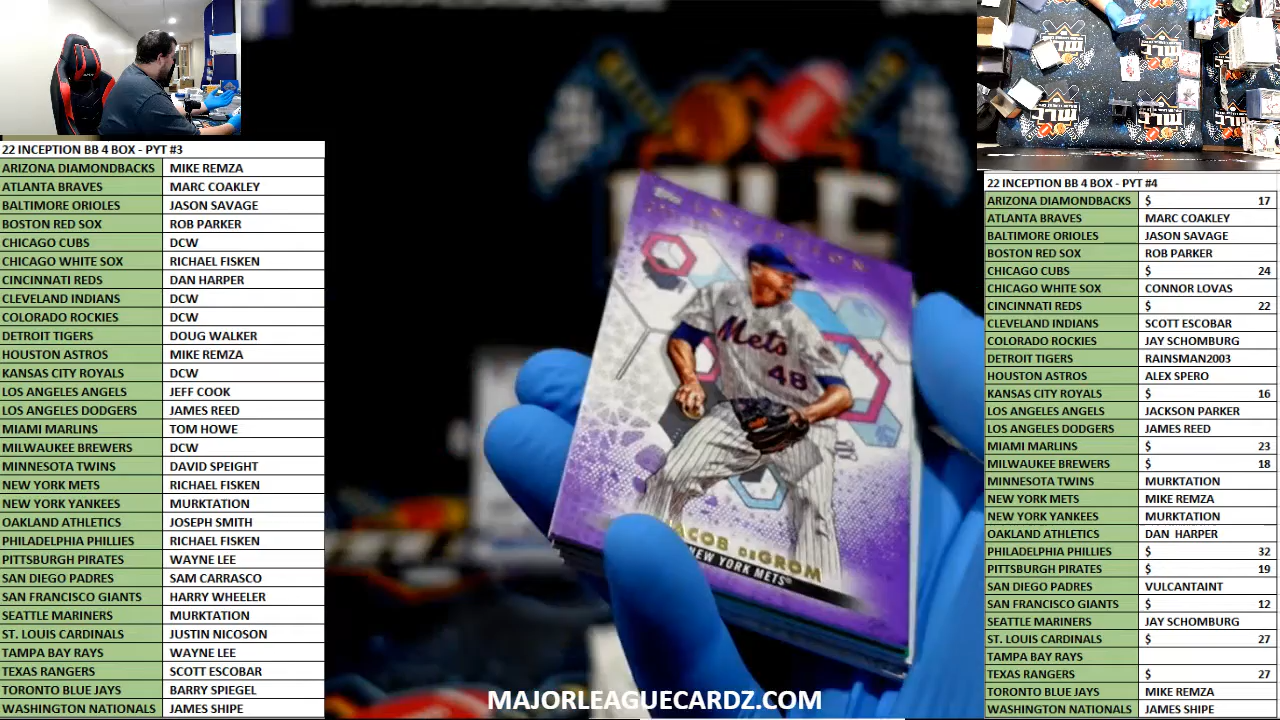 22 INCEPTION BB 4 BOX - PYT #3
ARIZONA DIAMONDBACKS MIKE REMZA
ATLANTA BRAVES MARC COAKLEY
BALTIMORE ORIOLES JASON SAVAGE
BOSTON RED SOX ROB PARKER
CHICAGO CUBS DCW
CHICAGO WHITE SOX RICHAEL FISKEN
CINCINNATI REDS DAN HARPER
CLEVELAND INDIANS DCW
COLORADO ROCKIES DCW
DETROIT TIGERS DOUG WALKER
HOUSTON ASTROS MIKE REMZA
KANSAS CITY ROYALS DCW
LOS ANGELES ANGELS JEFF COOK
LOS ANGELES DODGERS JAMES REED
MIAMI MARLINS TOM HOWE
MILWAUKEE BREWERS DCW
MINNESOTA TWINS DAVID SPEIGHT
NEW YORK METS RICHAEL FISKEN
NEW YORK YANKEES MURKTATION
OAKLAND ATHLETICS JOSEPH SMITH
PHILADELPHIA PHILLIES RICHAEL FISKEN
PITTSBURGH PIRATES WAYNE LEE
SAN DIEGO PADRES SAM CARRASCO
SAN FRANCISCO GIANTS HARRY WHEELER
SEATTLE MARINERS MURKTATION
ST. LOUIS CARDINALS JUSTIN NICOSON
TAMPA BAY RAYS WAYNE LEE
TEXAS RANGERS SCOTT ESCOBAR
TORONTO BLUE JAYS BARRY SPIEGEL
WASHINGTON NATIONALS JAMES SHIPE
MLC
TOPPS
INCEPTION
Mets
48
JACOB DEGROM
NEW YORK METS
MAJORLEAGUECARDZ.COM
22 INCEPTION BB 4 BOX - PYT #4
ARIZONA DIAMONDBACKS $ 17
ATLANTA BRAVES MARC COAKLEY
BALTIMORE ORIOLES JASON SAVAGE
BOSTON RED SOX ROB PARKER
CHICAGO CUBS $ 24
CHICAGO WHITE SOX CONNOR LOVAS
CINCINNATI REDS $ 22
CLEVELAND INDIANS SCOTT ESCOBAR
COLORADO ROCKIES JAY SCHOMBURG
DETROIT TIGERS RAINSMAN2003
HOUSTON ASTROS ALEX SPERO
KANSAS CITY ROYALS $ 16
LOS ANGELES ANGELS JACKSON PARKER
LOS ANGELES DODGERS JAMES REED
MIAMI MARLINS $ 23
MILWAUKEE BREWERS $ 18
MINNESOTA TWINS MURKTATION
NEW YORK METS MIKE REMZA
NEW YORK YANKEES MURKTATION
OAKLAND ATHLETICS DAN HARPER
PHILADELPHIA PHILLIES $ 32
PITTSBURGH PIRATES $ 19
SAN DIEGO PADRES VULCANTAINT
SAN FRANCISCO GIANTS $ 12
SEATTLE MARINERS JAY SCHOMBURG
ST. LOUIS CARDINALS $ 27
TAMPA BAY RAYS
TEXAS RANGERS $ 27
TORONTO BLUE JAYS MIKE REMZA
WASHINGTON NATIONALS JAMES SHIPE